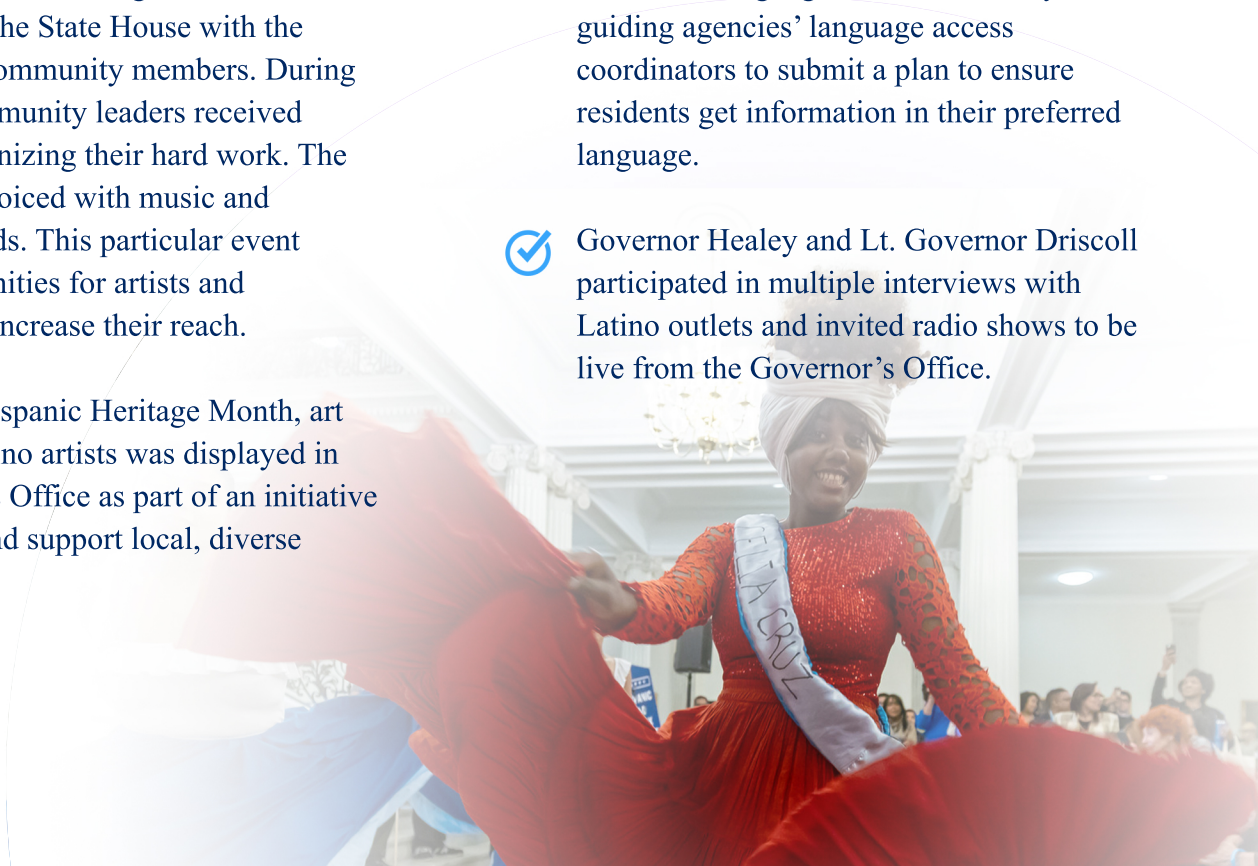 he State House with the
ommunity members. During
munity leaders received
nizing their hard work. The
oiced with music and
ds. This particular event
nities for artists and
ncrease their reach.
spanic Heritage Month, art
no artists was displayed in
Office as part of an initiative
nd support local, diverse
guiding agencies’ language access
coordinators to submit a plan to ensure
residents get information in their preferred
language.
Governor Healey and Lt. Governor Driscoll
participated in multiple interviews with
Latino outlets and invited radio shows to be
live from the Governor’s Office.
CELIA CRUZ